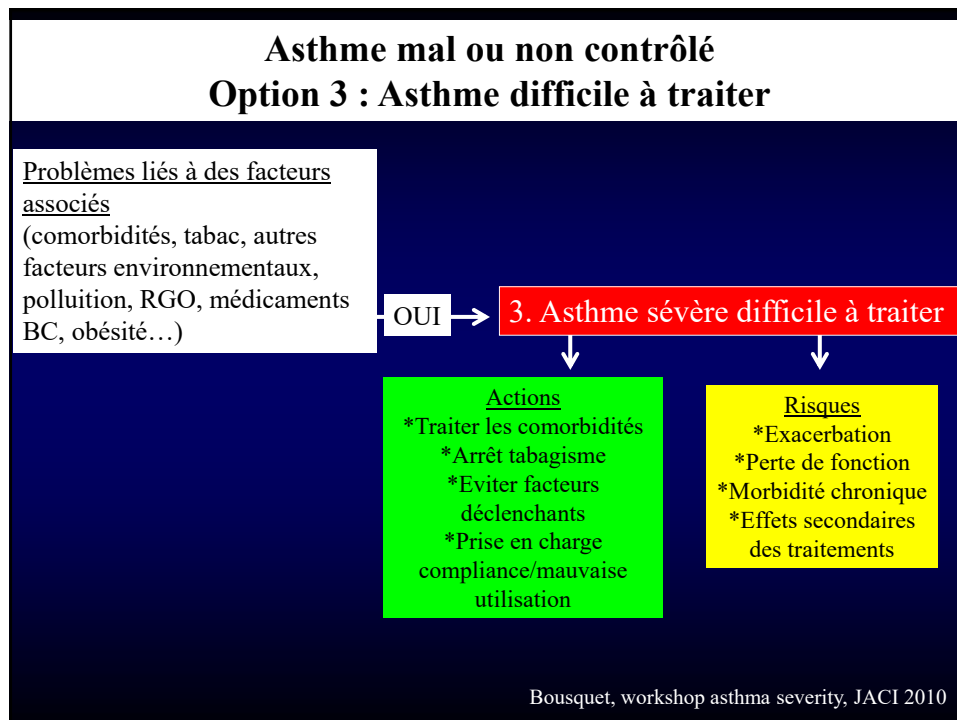 Asthme mal ou non contrôlé
Option 3 : Asthme difficile à traiter
Problèmes liés à des facteurs
associés
(comorbidités, tabac, autres
facteurs environnementaux,
polluition, RGO, médicaments
BC, obésité…)
OUI
3. Asthme sévère difficile à traiter
Actions
*Traiter les comorbidités
*Arrêt tabagisme
*Eviter facteurs
déclenchants
*Prise en charge
compliance/mauvaise
utilisation
Risques
*Exacerbation
*Perte de fonction
*Morbidité chronique
*Effets secondaires
des traitements
Bousquet, workshop asthma severity, JACI 2010